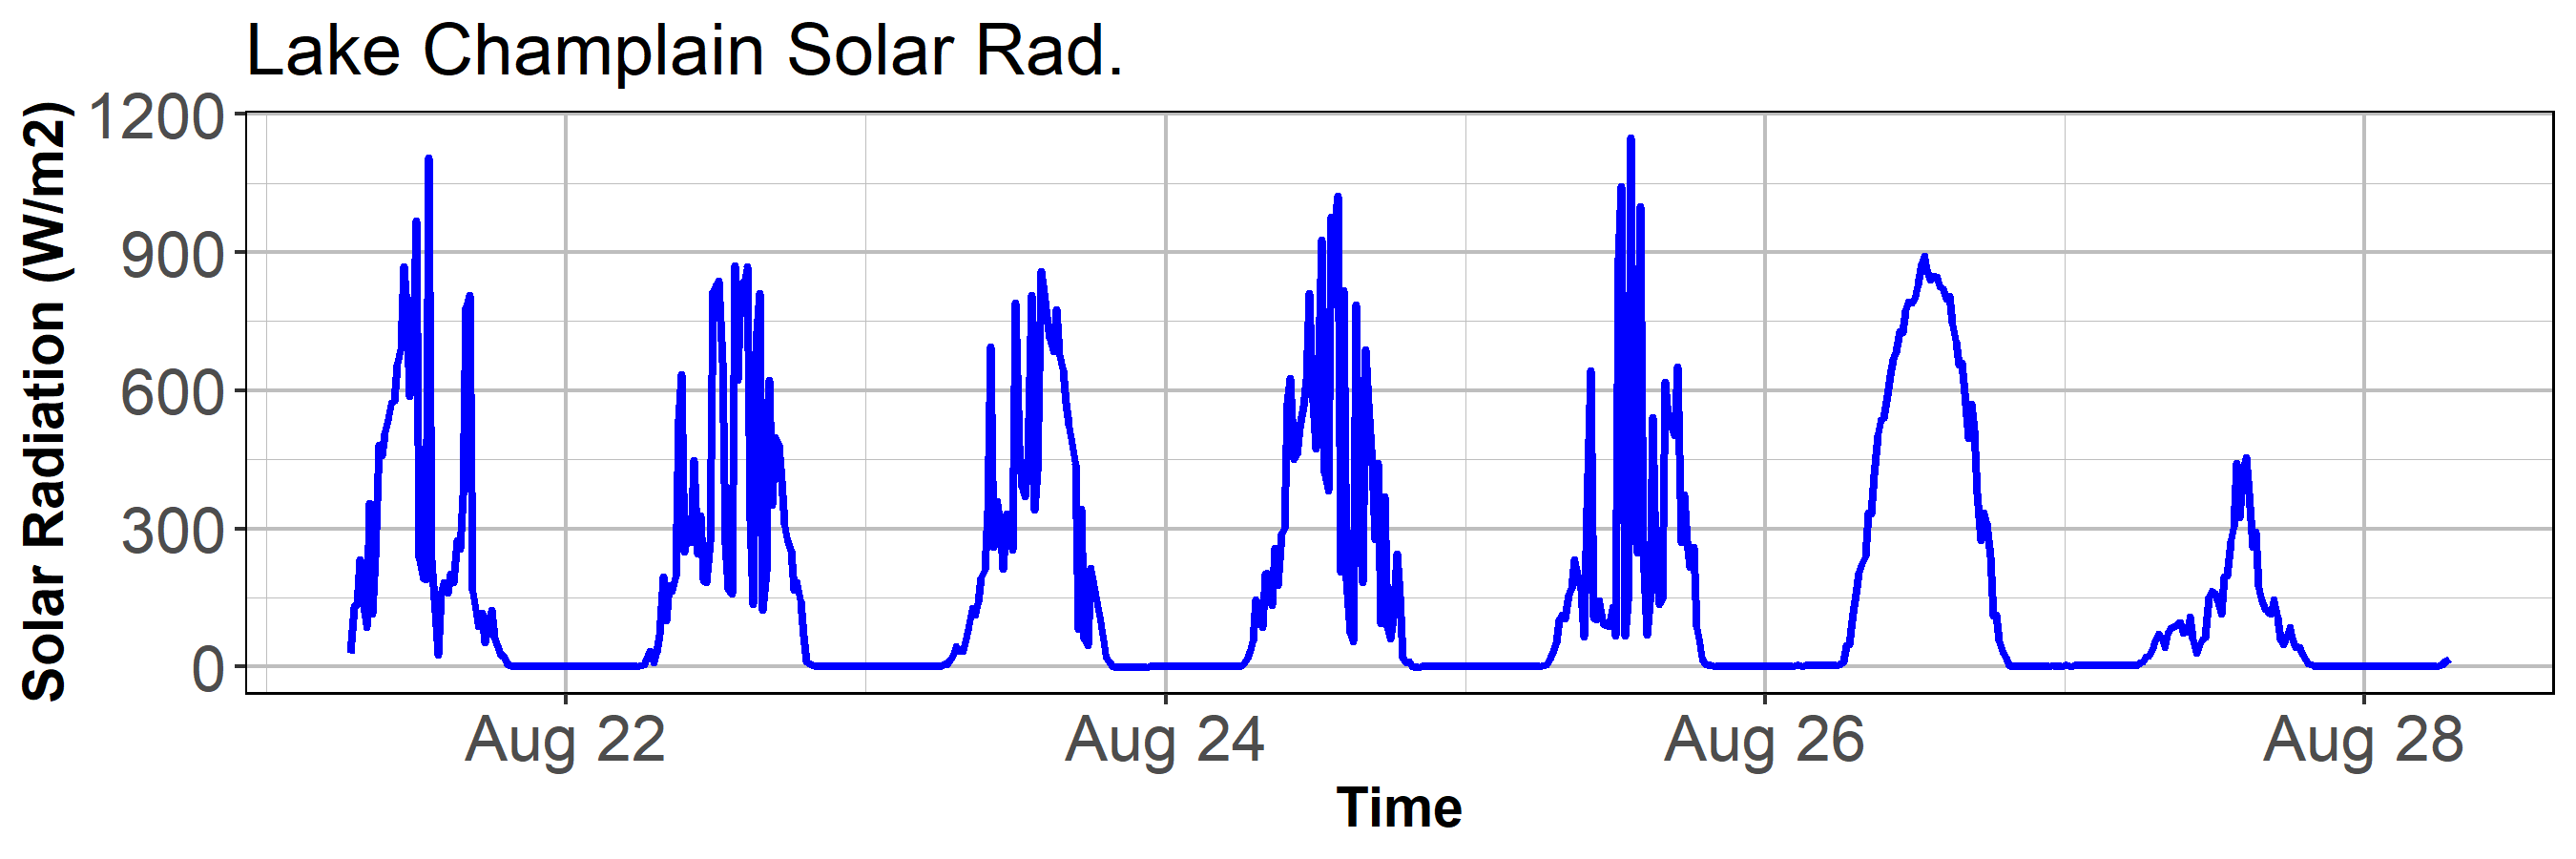 Lake Champlain Solar Rad.
Solar Radiation (W/m2)
1200
900
600
300
0
Aug 22
Aug 24
Aug 26
Aug 28
Time